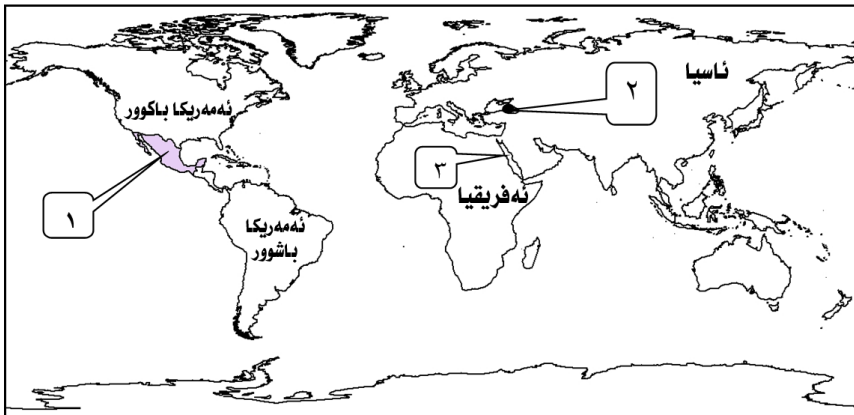 ئاسیا
٢
ئەمەریکا باکوور
٣
ئەفریقیا
١
ئەمەریکا
باشوور